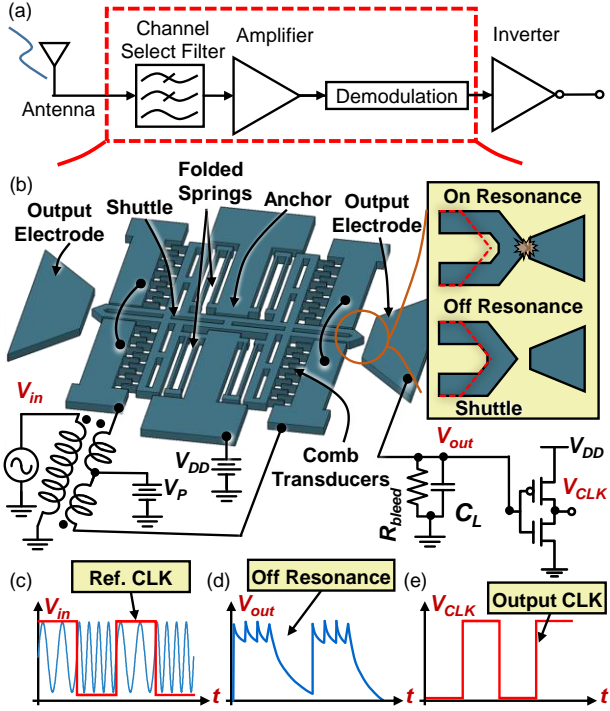 (a)
Channel
Select Filter
Amplifier
Inverter
Antenna
Demodulation
(b)
Folded
Springs
Output
Electrode
Shuttle
Anchor
Output
Electrode
On Resonance
Off Resonance
Shuttle
V_in
V_P
V_DD
Comb
Transducers
V_out
R_bleed
C_L
V_DD
V_CLK
(c)
Ref. CLK
(d)
Off Resonance
(e)
V_in
t
V_out
t
V_CLK
Output CLK
t